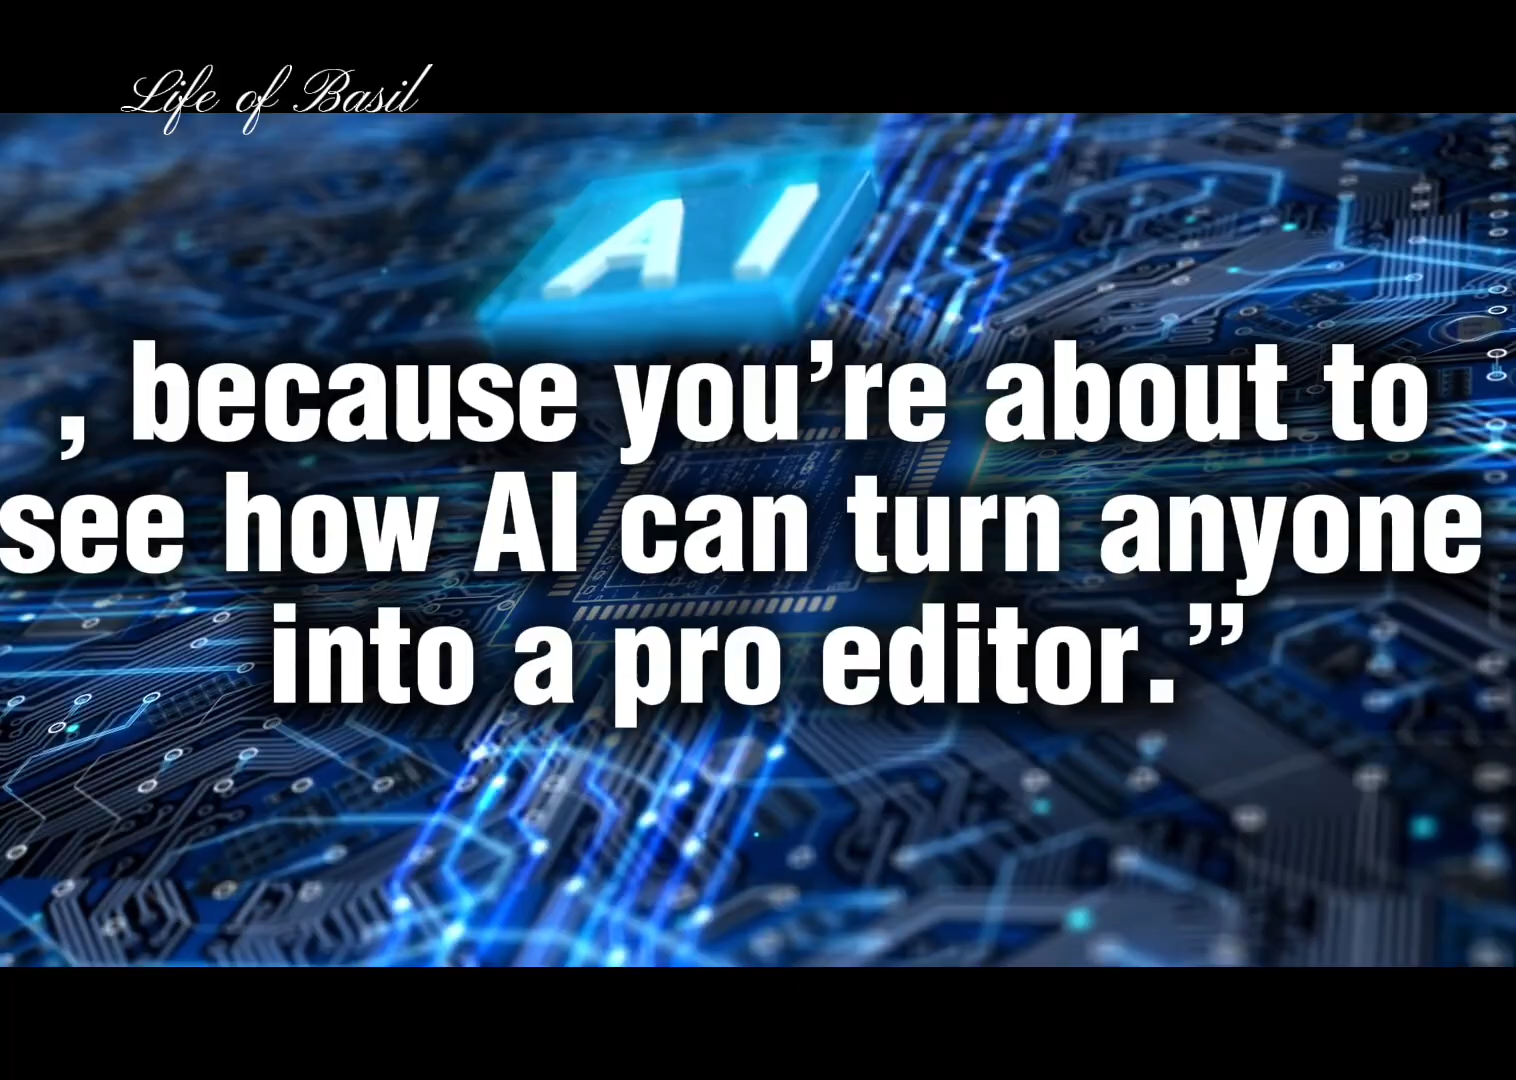 Life of Basil
AI
, because you’re about to
see how AI can turn anyone
into a pro editor.”